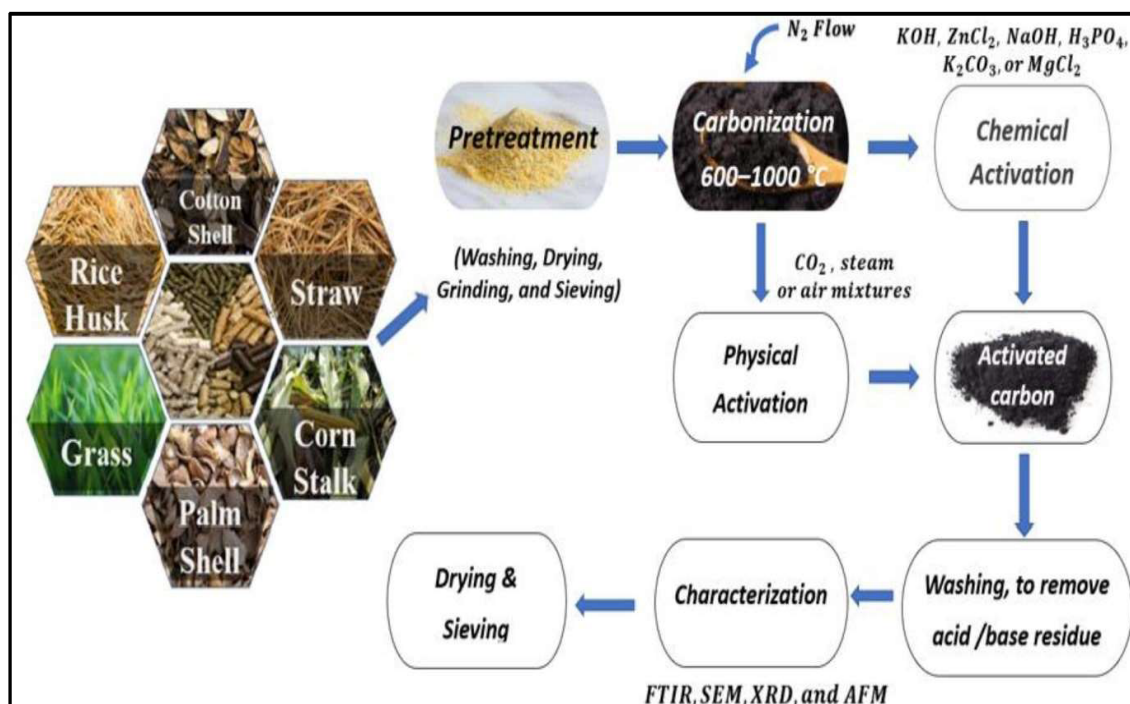 Cotton
Shell
Rice
Husk
Straw
Grass
Corn
Stalk
Palm
Shell
Pretreatment
(Washing, Drying,
Grinding, and Sieving)
N₂ Flow
Carbonization
600–1000 °C
KOH, ZnCl₂, NaOH, H₃PO₄,
K₂CO₃, or MgCl₂
Chemical
Activation
CO₂ , steam
or air mixtures
Physical
Activation
Activated
carbon
Washing, to remove
acid /base residue
Characterization
FTIR, SEM, XRD, and AFM
Drying &
Sieving